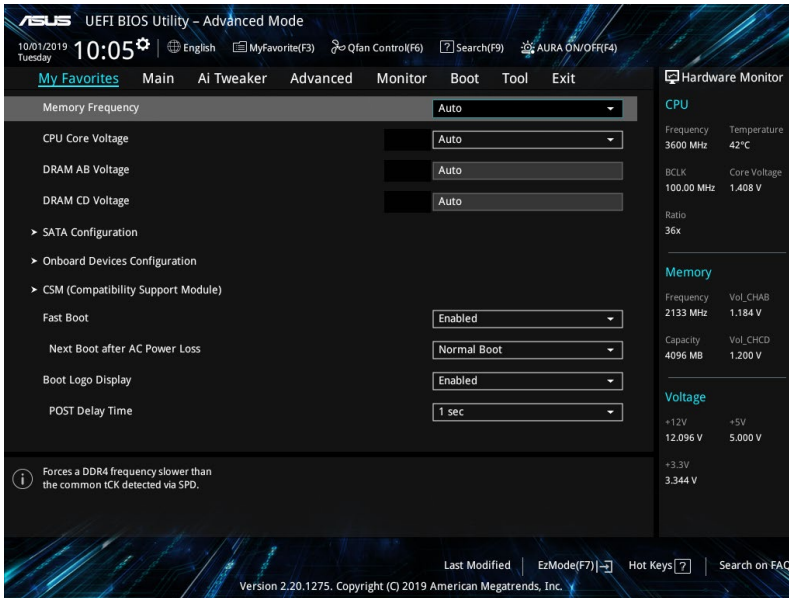 ASUS UEFI BIOS Utility – Advanced Mode
10/01/2019
Tuesday
10:05
English MyFavorite(F3) Qfan Control(F6) ? Search(F9) AURA ON/OFF(F4)
My Favorites Main Ai Tweaker Advanced Monitor Boot Tool Exit
Memory Frequency Auto
CPU Core Voltage Auto
DRAM AB Voltage Auto
DRAM CD Voltage Auto
> SATA Configuration
> Onboard Devices Configuration
> CSM (Compatibility Support Module)
Fast Boot Enabled
Next Boot after AC Power Loss Normal Boot
Boot Logo Display Enabled
POST Delay Time 1 sec
i
Forces a DDR4 frequency slower than
the common tCK detected via SPD.
Hardware Monitor
CPU
Frequency Temperature
3600 MHz 42°C
BCLK Core Voltage
100.00 MHz 1.408 V
Ratio
36x
Memory
Frequency Vol_CHAB
2133 MHz 1.184 V
Capacity Vol_CHCD
4096 MB 1.200 V
Voltage
+12V +5V
12.096 V 5.000 V
+3.3V
3.344 V
Last Modified EzMode(F7) Hot Keys ? Search on FAQ
Version 2.20.1275. Copyright (C) 2019 American Megatrends, Inc.